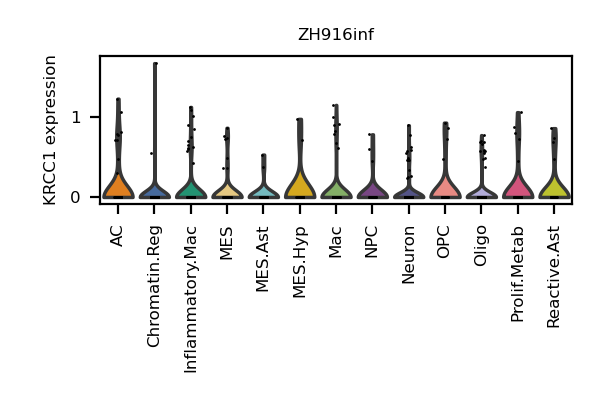 ZH916inf
KRCC1 expression
1
0
AC
Chromatin.Reg
Inflammatory.Mac
MES
MES.Ast
MES.Hyp
Mac
NPC
Neuron
OPC
Oligo
Prolif.Metab
Reactive.Ast